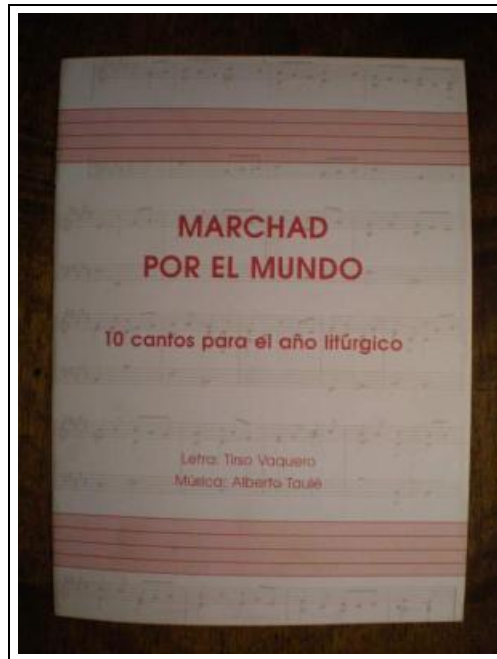 MARCHAD
POR EL MUNDO
10 cantos para el año litúrgico
Letra: Tirso Vaquero
Música: Alberto Taulé